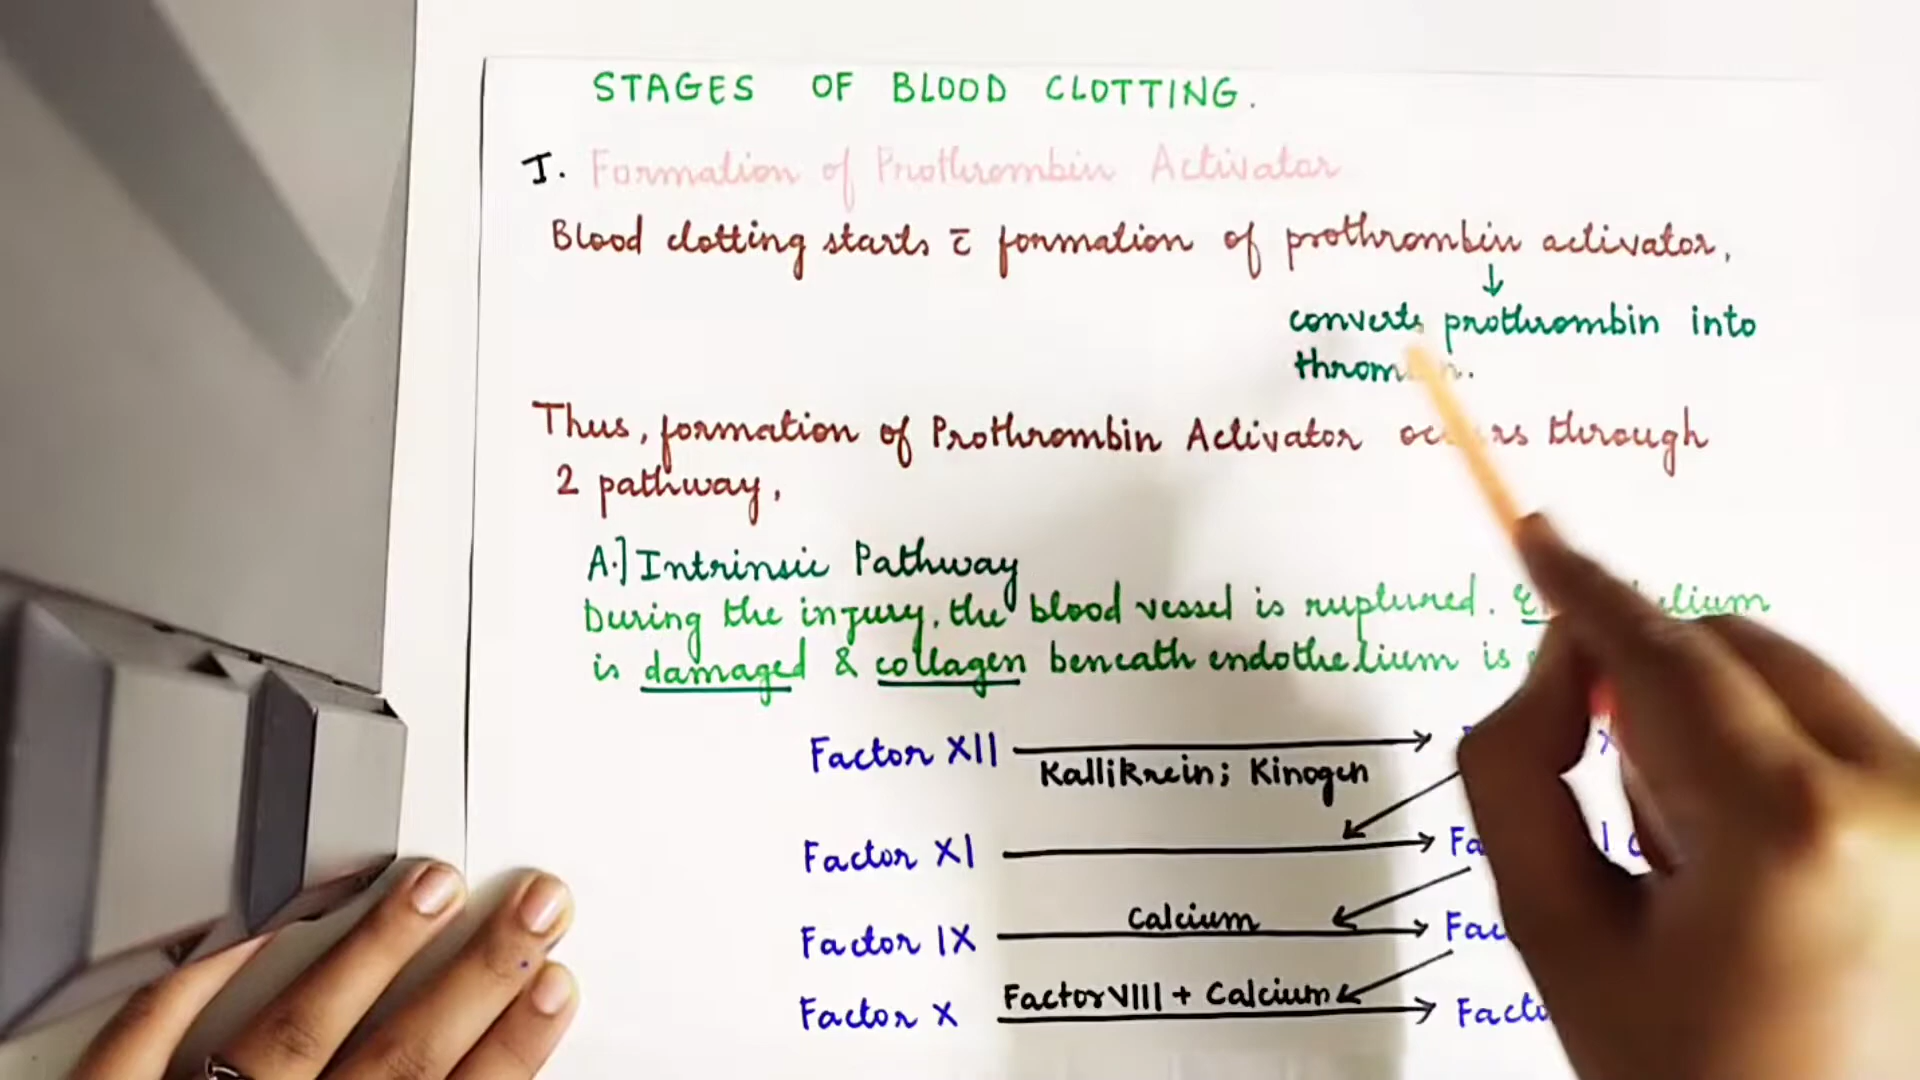 STAGES OF BLOOD CLOTTING.
I. Formation of Prothrombin Activator
Blood clotting starts c̄ formation of prothrombin activator,
↓
converts prothrombin into
Thus, formation of Prothrombin Activator through
2 pathway,
A.] Intrinsic Pathway
During the injury, the blood vessel is ruptured.
is damaged & collagen beneath endothelium is
Factor XII
Kallikrein; Kinogen
Factor XI
Calcium
Factor IX
Factor VIII + Calcium
Factor X